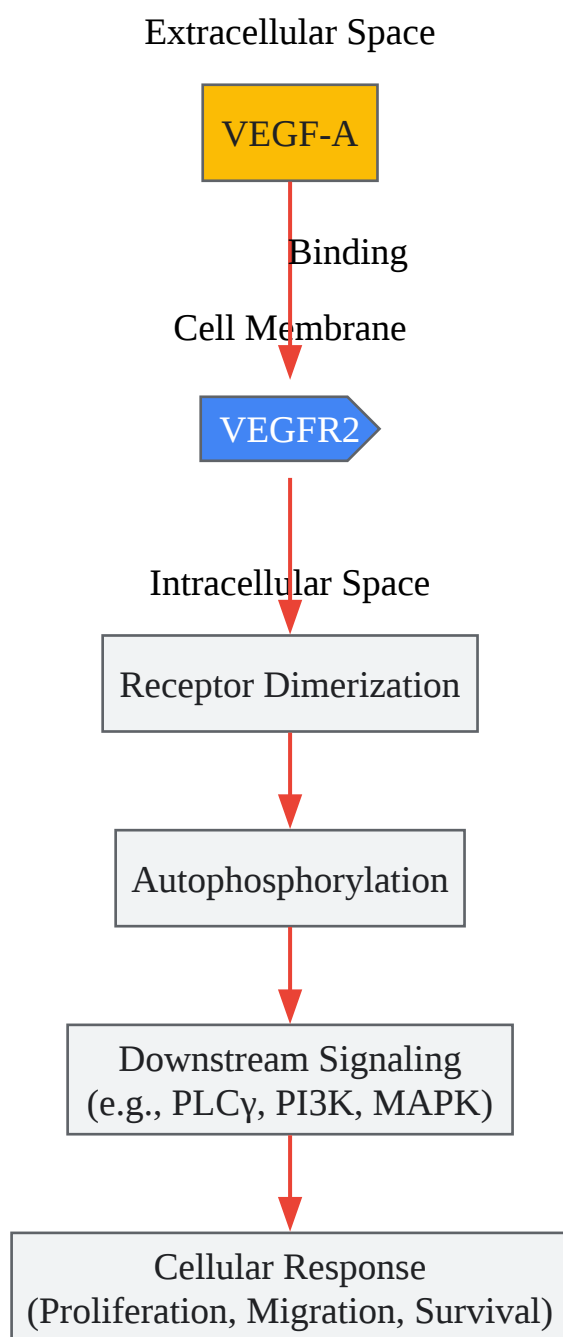 Extracellular Space
VEGF-A
Binding
Cell Membrane
VEGFR2
Intracellular Space
Receptor Dimerization
Autophosphorylation
Downstream Signaling
(e.g., PLCγ, PI3K, MAPK)
Cellular Response
(Proliferation, Migration, Survival)